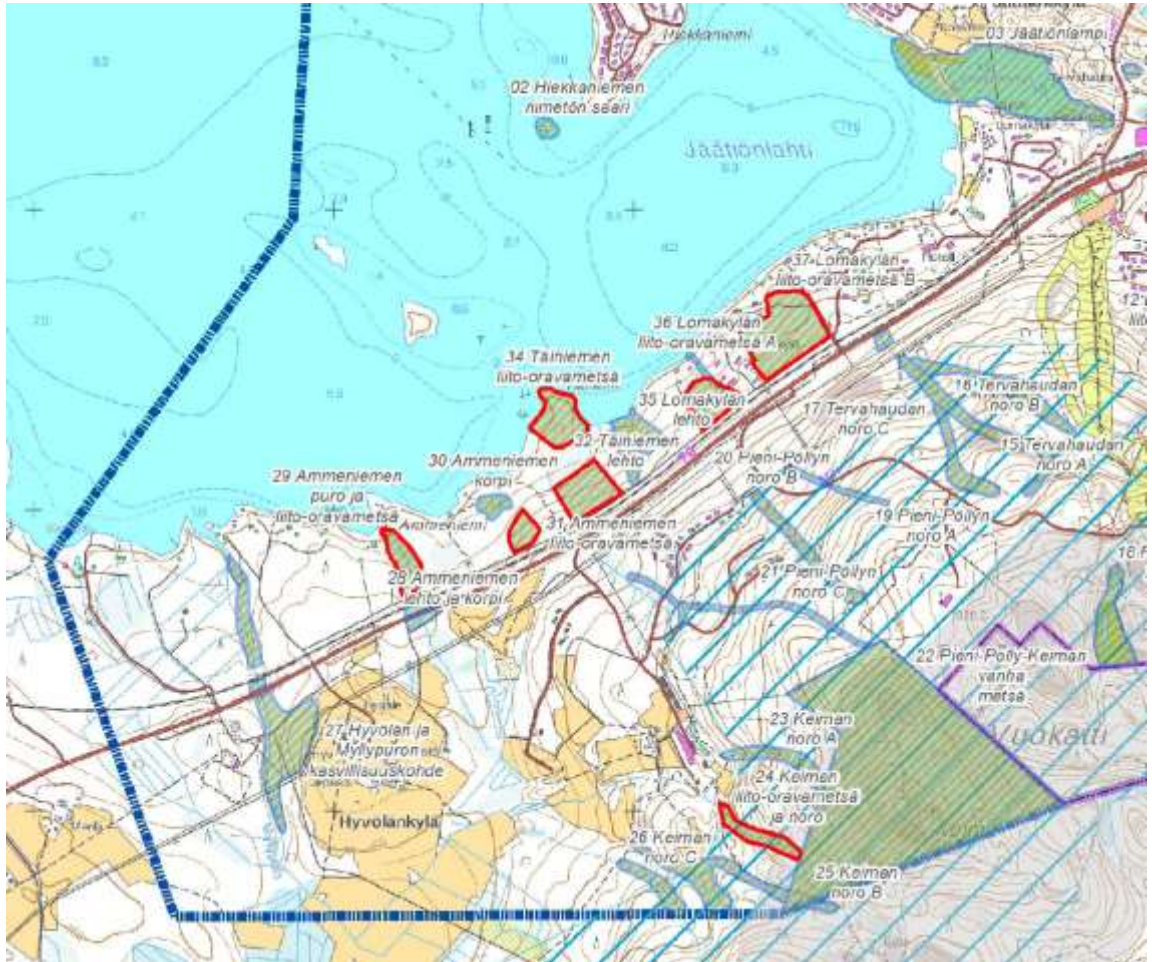 Hiekkaniemi
03 Jäätiönlampi
Tervahauta
02 Hiekkaniemen
nimetön saari
Jäätiönlahti
Lomakylä
37 Lomakylän
liito-oravametsä B
36 Lomakylän
liito-oravametsä A
34 Täiniemen
liito-oravametsä
35 Lomakylän
lehto
16 Tervahaudan
noro B
17 Tervahaudan
noro C
15 Tervahaudan
noro A
32 Täiniemen
lehto
30 Ammeniemen
korpi
20 Pieni-Pöllyn
noro B
29 Ammeniemen
puro ja
liito-oravametsä
Ammeniemi
31 Ammeniemen
liito-oravametsä
19 Pieni-Pöllyn
noro A
28 Ammeniemen
lehto ja korpi
21 Pieni-Pöllyn
noro C
22 Pieni-Pölly-Keiman
vanha
metsä
Vuokatti
23 Keiman
noro A
27 Hyvölän ja
Myllypuron
kasvillisuuskohde
24 Keiman
liito-oravametsä
ja noro
Hyvölänkylä
26 Keiman
noro C
25 Keiman
noro B